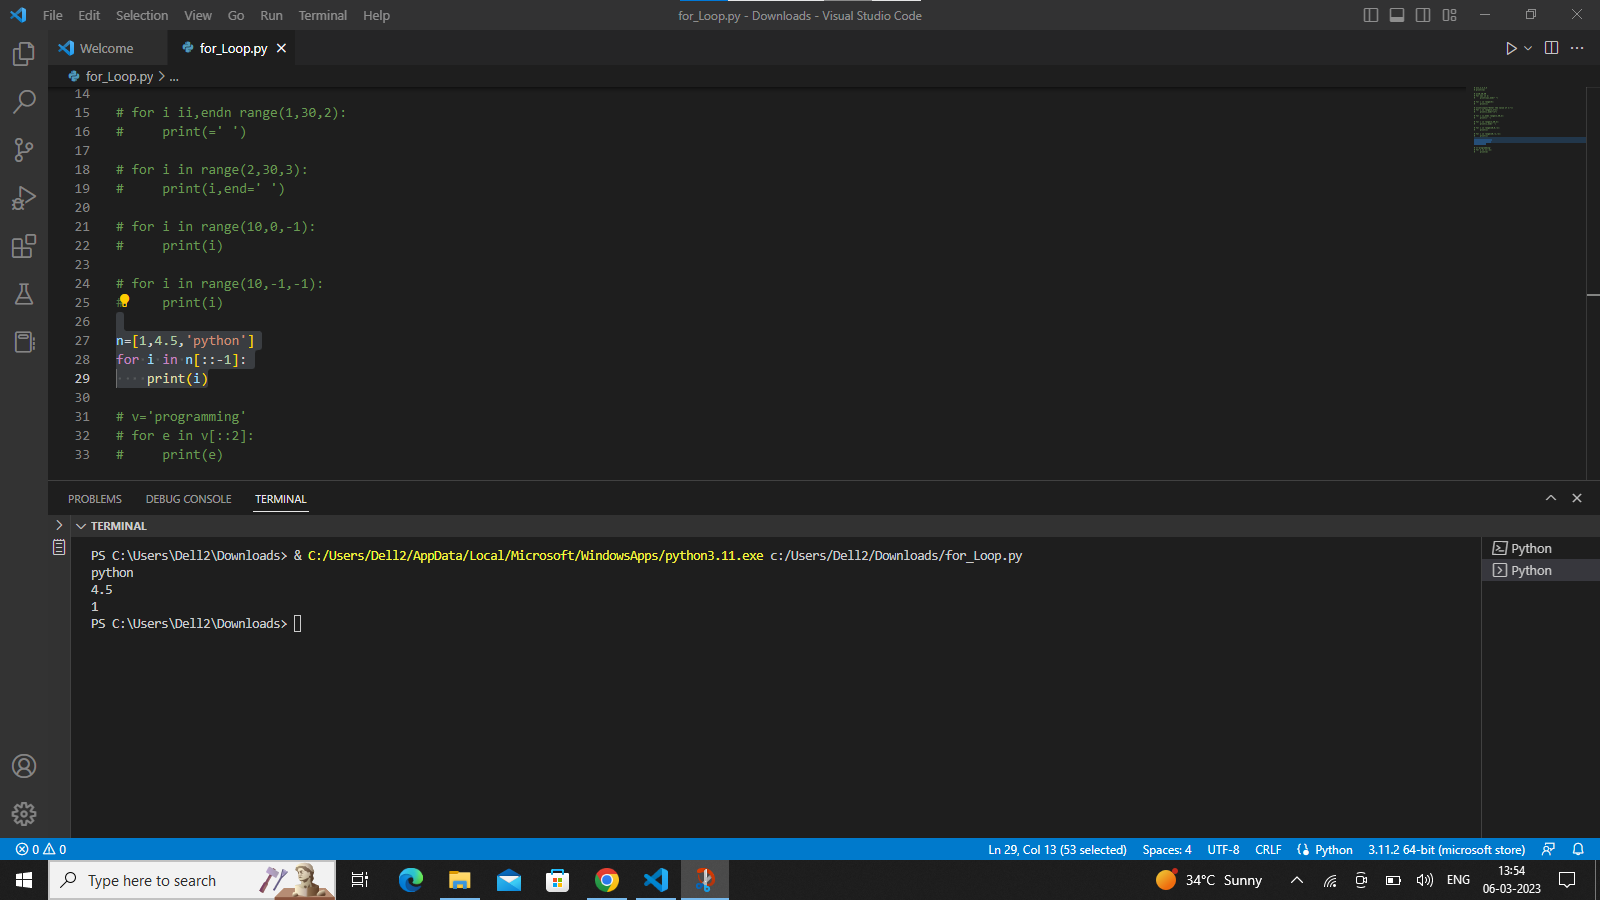 File Edit Selection View Go Run Terminal Help for_Loop.py - Downloads - Visual Studio Code
Welcome for_Loop.py
for_Loop.py > ...
14
15 # for i ii,endn range(1,30,2):
16 #     print(=' ')
17
18 # for i in range(2,30,3):
19 #     print(i,end=' ')
20
21 # for i in range(10,0,-1):
22 #     print(i)
23
24 # for i in range(10,-1,-1):
25 #     print(i)
26
27 n=[1,4.5,'python']
28 for i in n[::-1]:
29     print(i)
30
31 # v='programming'
32 # for e in v[::2]:
33 #     print(e)
PROBLEMS DEBUG CONSOLE TERMINAL
TERMINAL
PS C:\Users\Dell2\Downloads> & C:/Users/Dell2/AppData/Local/Microsoft/WindowsApps/python3.11.exe c:/Users/Dell2/Downloads/for_Loop.py
python
4.5
1
PS C:\Users\Dell2\Downloads>
Python
Python
0 0 Ln 29, Col 13 (53 selected) Spaces: 4 UTF-8 CRLF Python 3.11.2 64-bit (microsoft store)
Type here to search 34°C Sunny ENG 13:54
06-03-2023